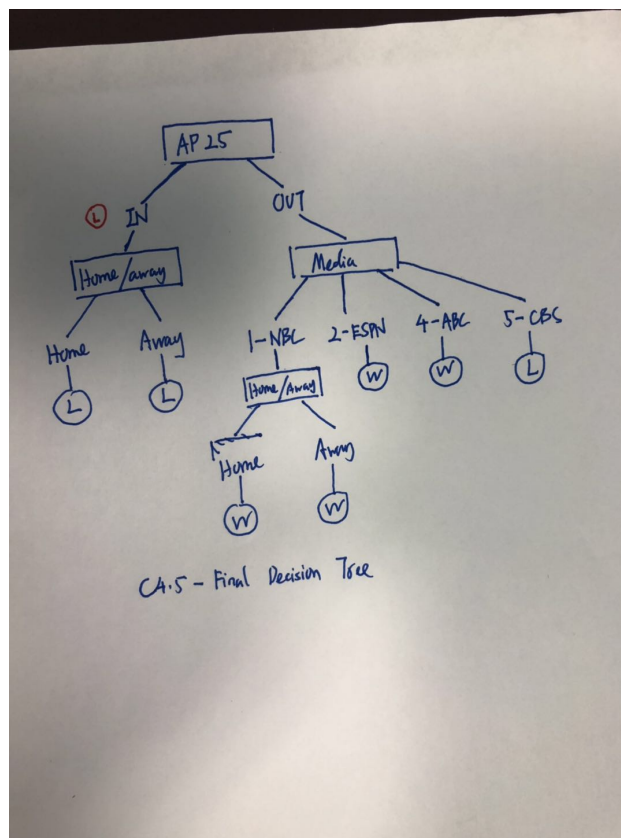 AP 25
Ⓛ IN
OUT
Home/away
Media
Home
Away
1-NBC
2-ESPN
4-ABC
5-CBS
L
L
Home/Away
W
W
L
Home
Away
W
W
C4.5 - Final Decision Tree